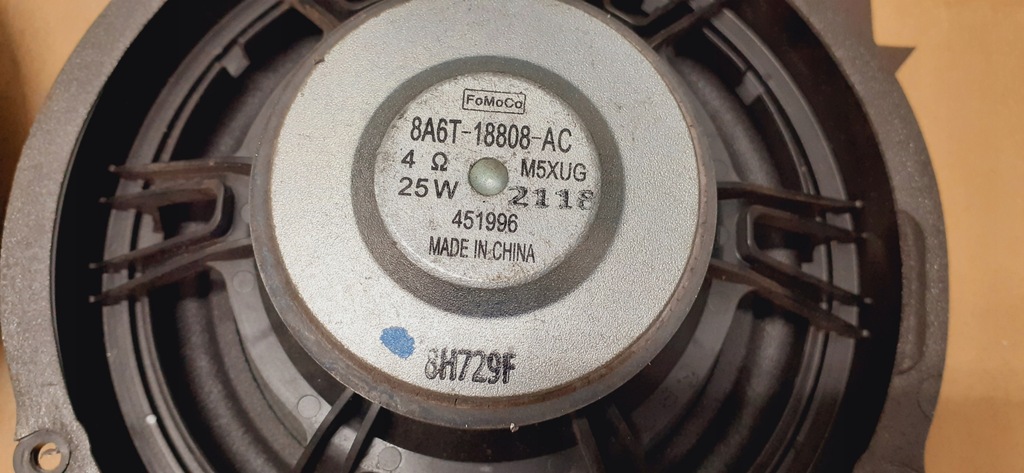 FoMoCo
8A6T-18808-AC
4 Ω M5XUG
25W 2118
451996
MADE IN CHINA
8H729F